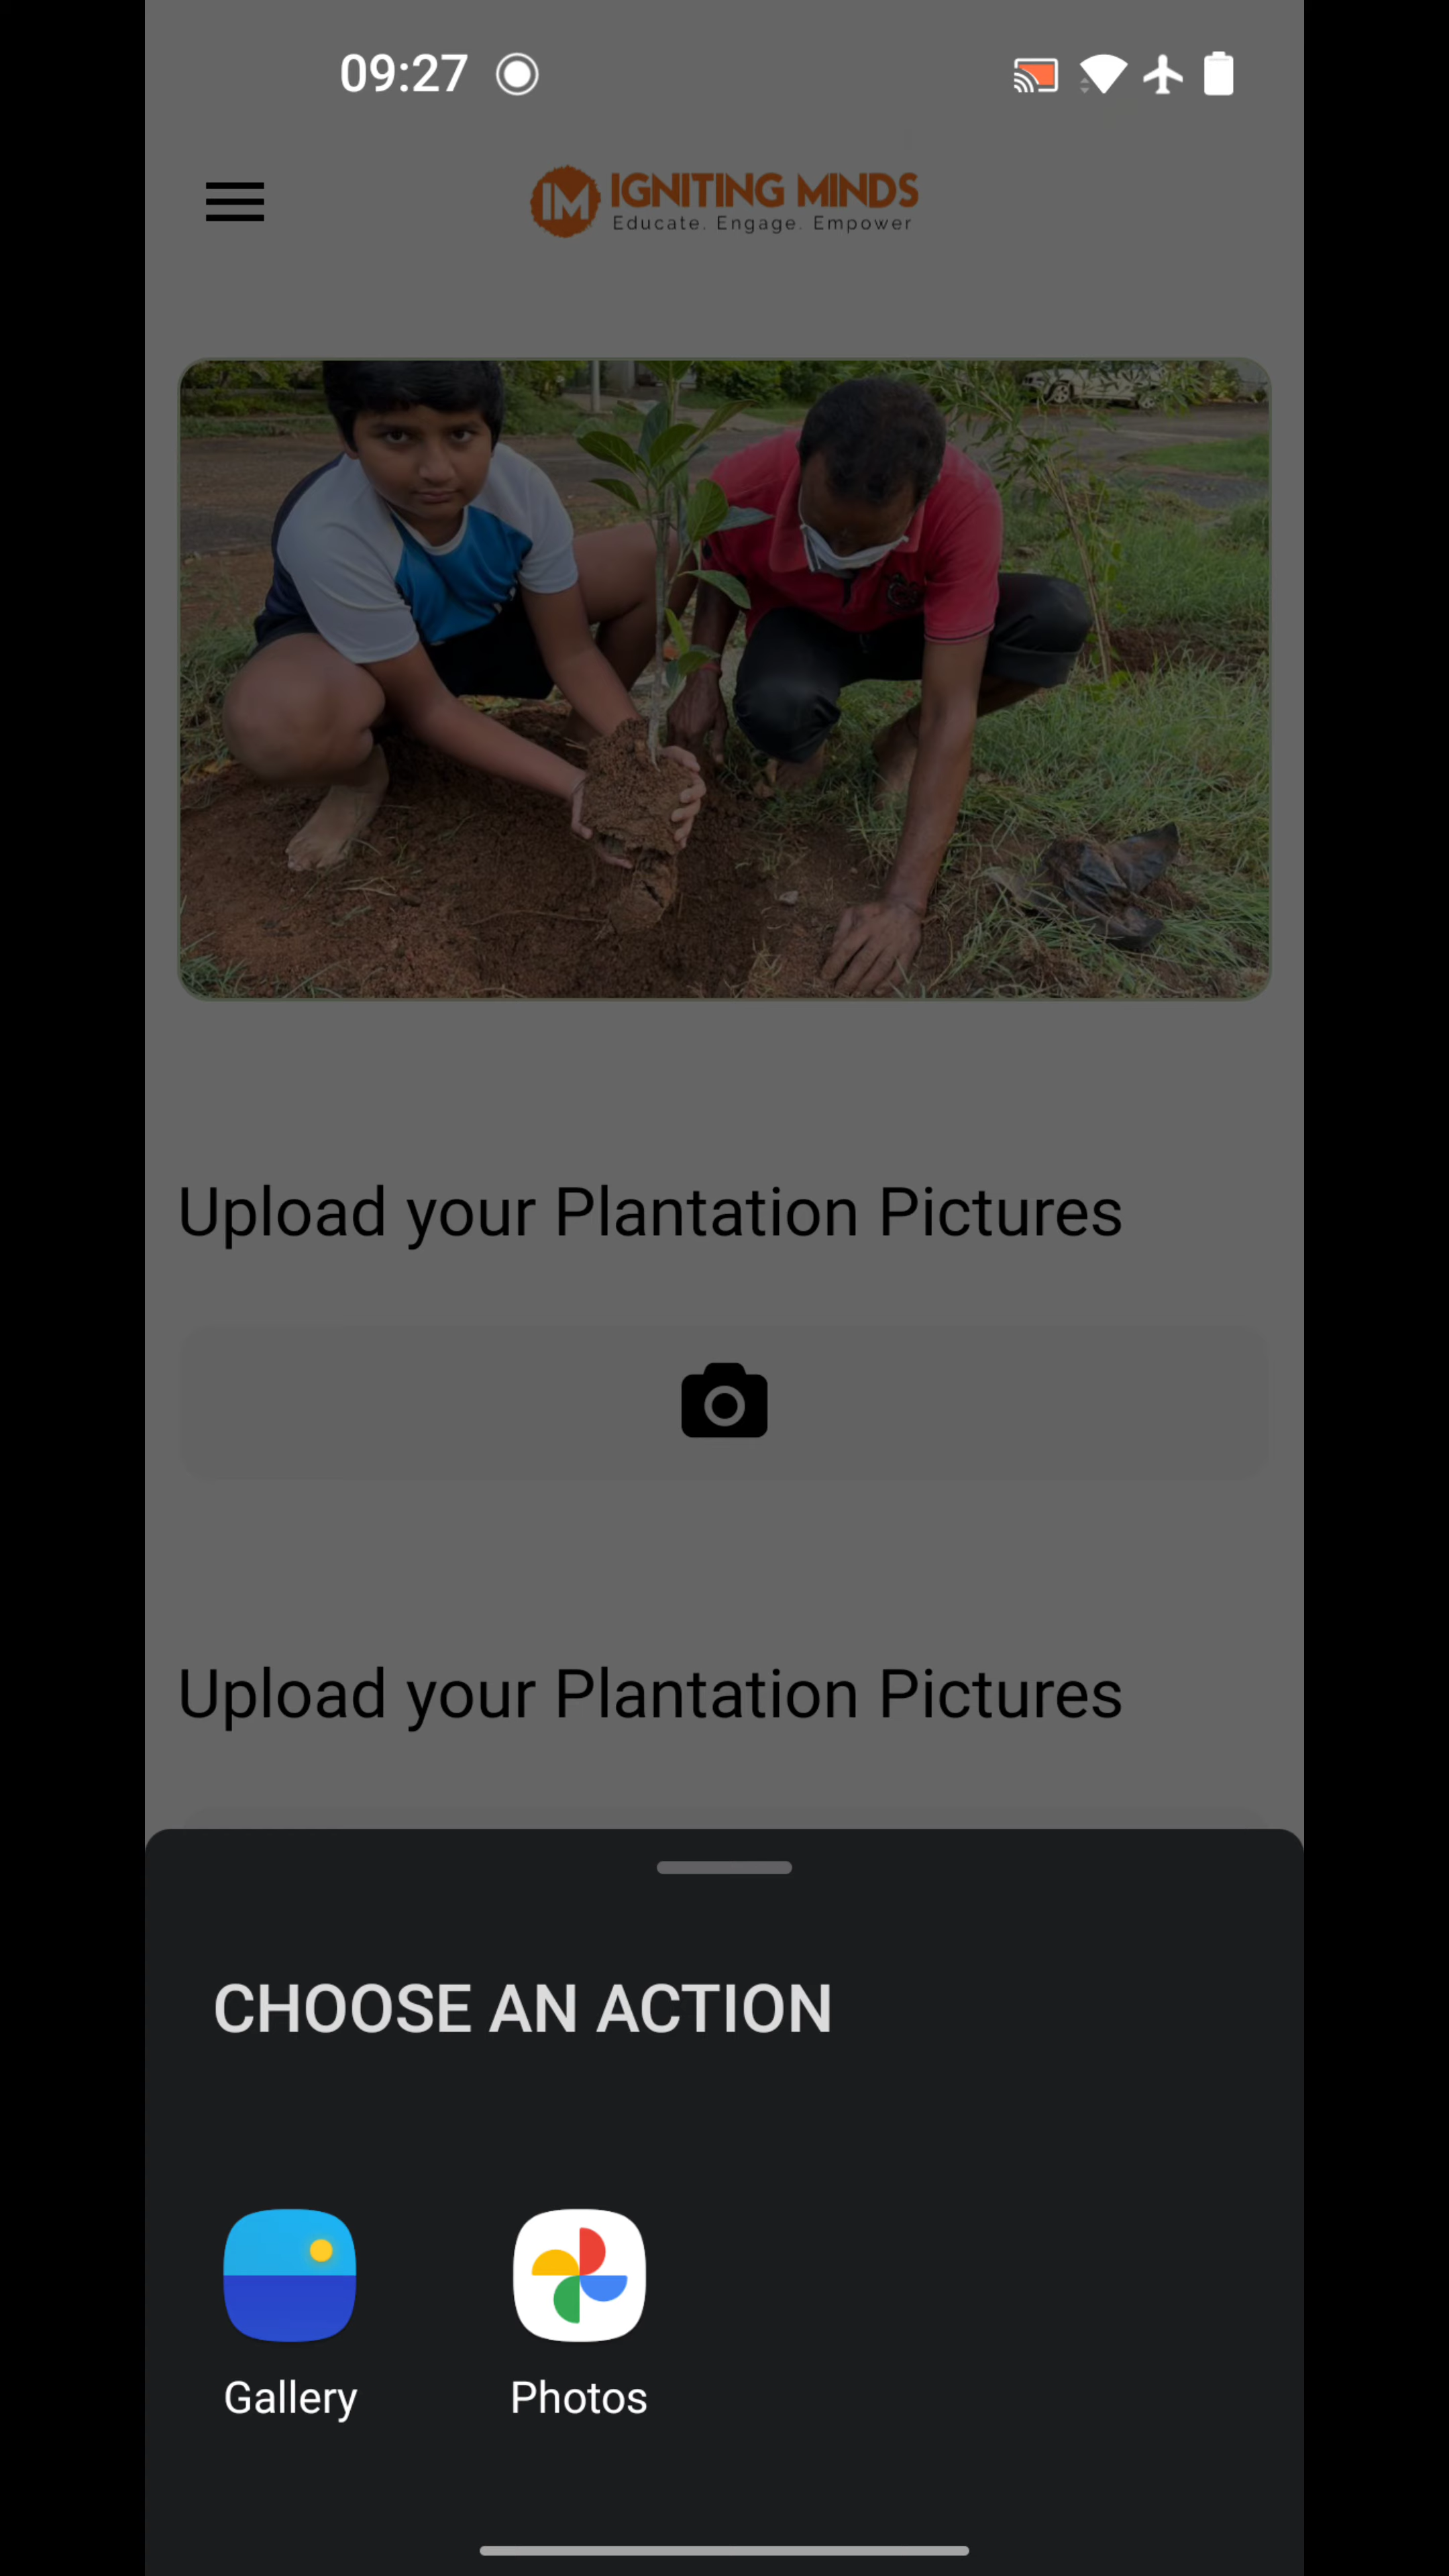 09:27
IM IGNITING MINDS
Educate. Engage. Empower
Upload your Plantation Pictures
Upload your Plantation Pictures
CHOOSE AN ACTION
Gallery Photos